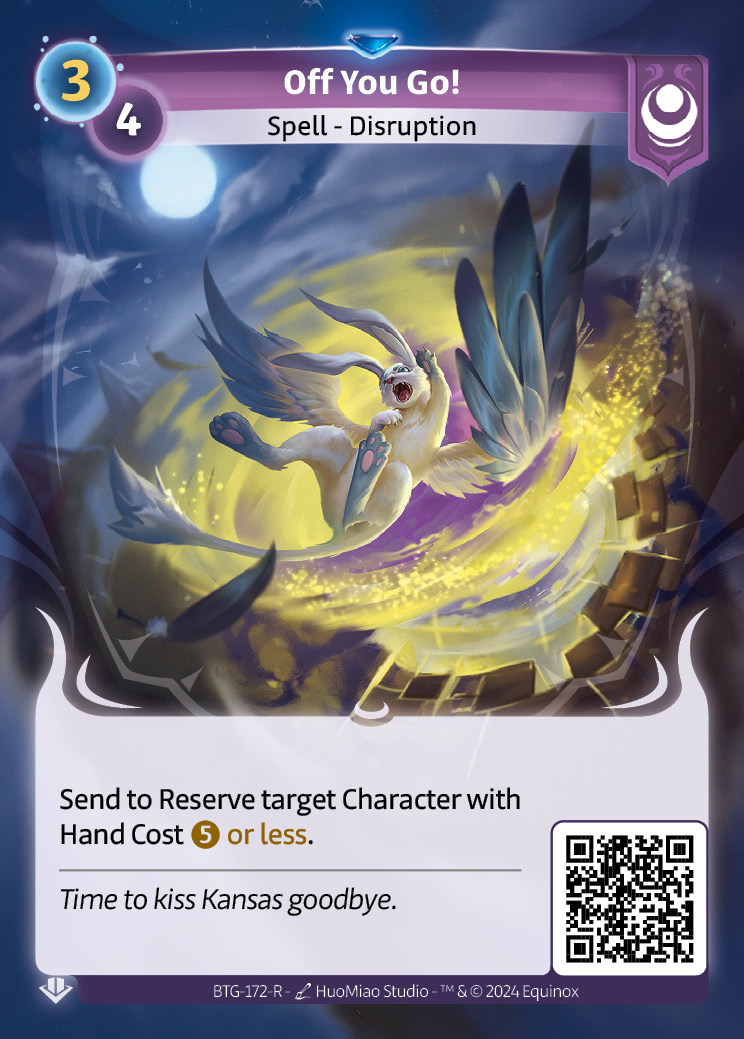 3
4
Off You Go!
Spell - Disruption
Send to Reserve target Character with
Hand Cost 5 or less.
Time to kiss Kansas goodbye.
BTG-172-R - HuoMiao Studio - ™ & © 2024 Equinox